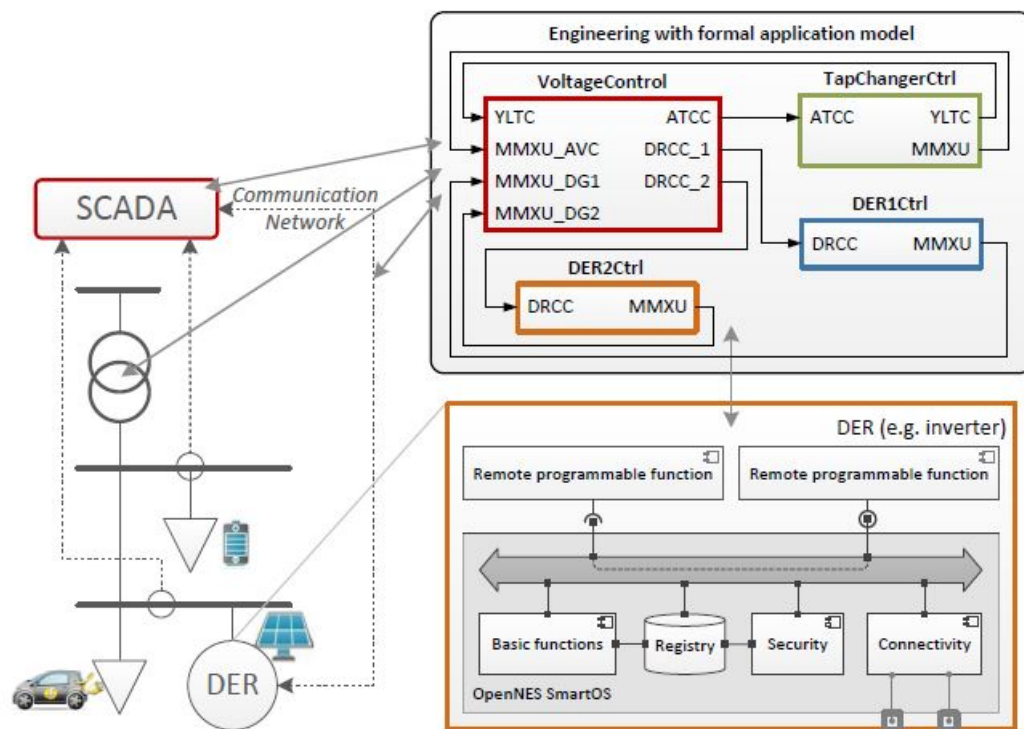 Engineering with formal application model
VoltageControl
TapChangerCtrl
YLTC ATCC
MMXU_AVC DRCC_1
MMXU_DG1 DRCC_2
MMXU_DG2
ATCC YLTC
MMXU
DER1Ctrl
DRCC MMXU
DER2Ctrl
DRCC MMXU
SCADA
Communication
Network
DER
DER (e.g. inverter)
Remote programmable function
Remote programmable function
Basic functions
Registry
Security
Connectivity
OpenNES SmartOS